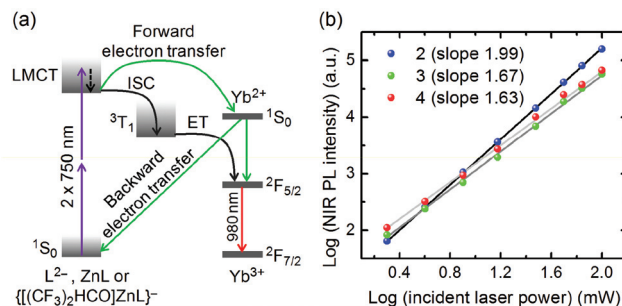 (a)
Forward
electron transfer
LMCT
ISC
Yb²⁺
¹S₀
³T₁
ET
2 x 750 nm
Backward
electron transfer
²F₅/₂
980 nm
¹S₀
²F₇/₂
L²⁻, ZnL or
{[(CF₃)₂HCO]ZnL}⁻
Yb³⁺
(b)
Log (NIR PL intensity) (a.u.)
5
4
3
2
2 (slope 1.99)
3 (slope 1.67)
4 (slope 1.63)
0.4 0.8 1.2 1.6 2.0
Log (incident laser power) (mW)